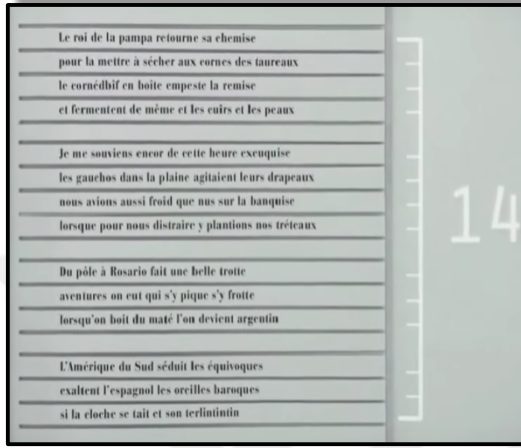 Le roi de la pampa retourne sa chemise
pour la mettre à sécher aux cornes des taureaux
le cornédbîf en boîte empeste la remise
et fermentent de même et les cuirs et les peaux
Je me souviens encor de cette heure exeuquise
les gauchos dans la plaine agitaient leurs drapeaux
nous avions aussi froid que nus sur la banquise
lorsque pour nous distraire y plantions nos tréteaux
Du pôle à Rosario fait une belle trotte
aventures on eut qui s'y pique s'y frotte
lorsqu'on boit du maté l'on devient argentin
L'Amérique du Sud séduit les équivoques
exaltent l'espagnol les oreilles baroques
si la cloche se tait et son terlintintin
14